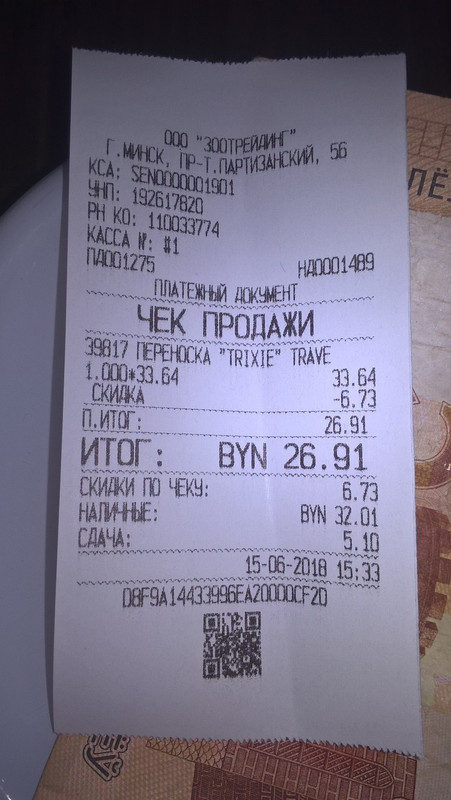 ООО "ЗООТРЕЙДИНГ"
Г.МИНСК, ПР-Т.ПАРТИЗАНСКИЙ, 56
КСА: SEN0000001901
УНП: 192617820
РН КО: 110033774
КАССА №: #1
ПД001275 НД0001489
ПЛАТЕЖНЫЙ ДОКУМЕНТ
ЧЕК ПРОДАЖИ
39817 ПЕРЕНОСКА "TRIXIE" TRAVE
1.000*33.64 33.64
СКИДКА -6.73
П.ИТОГ: 26.91
ИТОГ: BYN 26.91
СКИДКИ ПО ЧЕКУ: 6.73
НАЛИЧНЫЕ: BYN 32.01
СДАЧА: 5.10
15-06-2018 15:33
D8F9A14433996EA20000CF2D